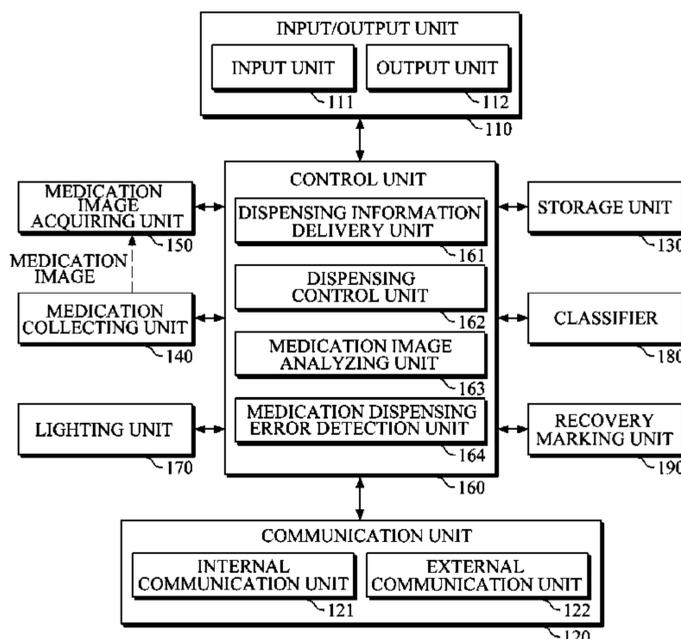 INPUT/OUTPUT UNIT
INPUT UNIT
OUTPUT UNIT
111
112
110
CONTROL UNIT
MEDICATION
IMAGE
ACQUIRING UNIT
150
DISPENSING INFORMATION
DELIVERY UNIT
161
STORAGE UNIT
130
MEDICATION
IMAGE
DISPENSING
CONTROL UNIT
162
MEDICATION
COLLECTING UNIT
140
CLASSIFIER
180
MEDICATION IMAGE
ANALYZING UNIT
163
LIGHTING UNIT
170
MEDICATION DISPENSING
ERROR DETECTION UNIT
164
RECOVERY
MARKING UNIT
190
160
COMMUNICATION UNIT
INTERNAL
COMMUNICATION UNIT
121
EXTERNAL
COMMUNICATION UNIT
122
120